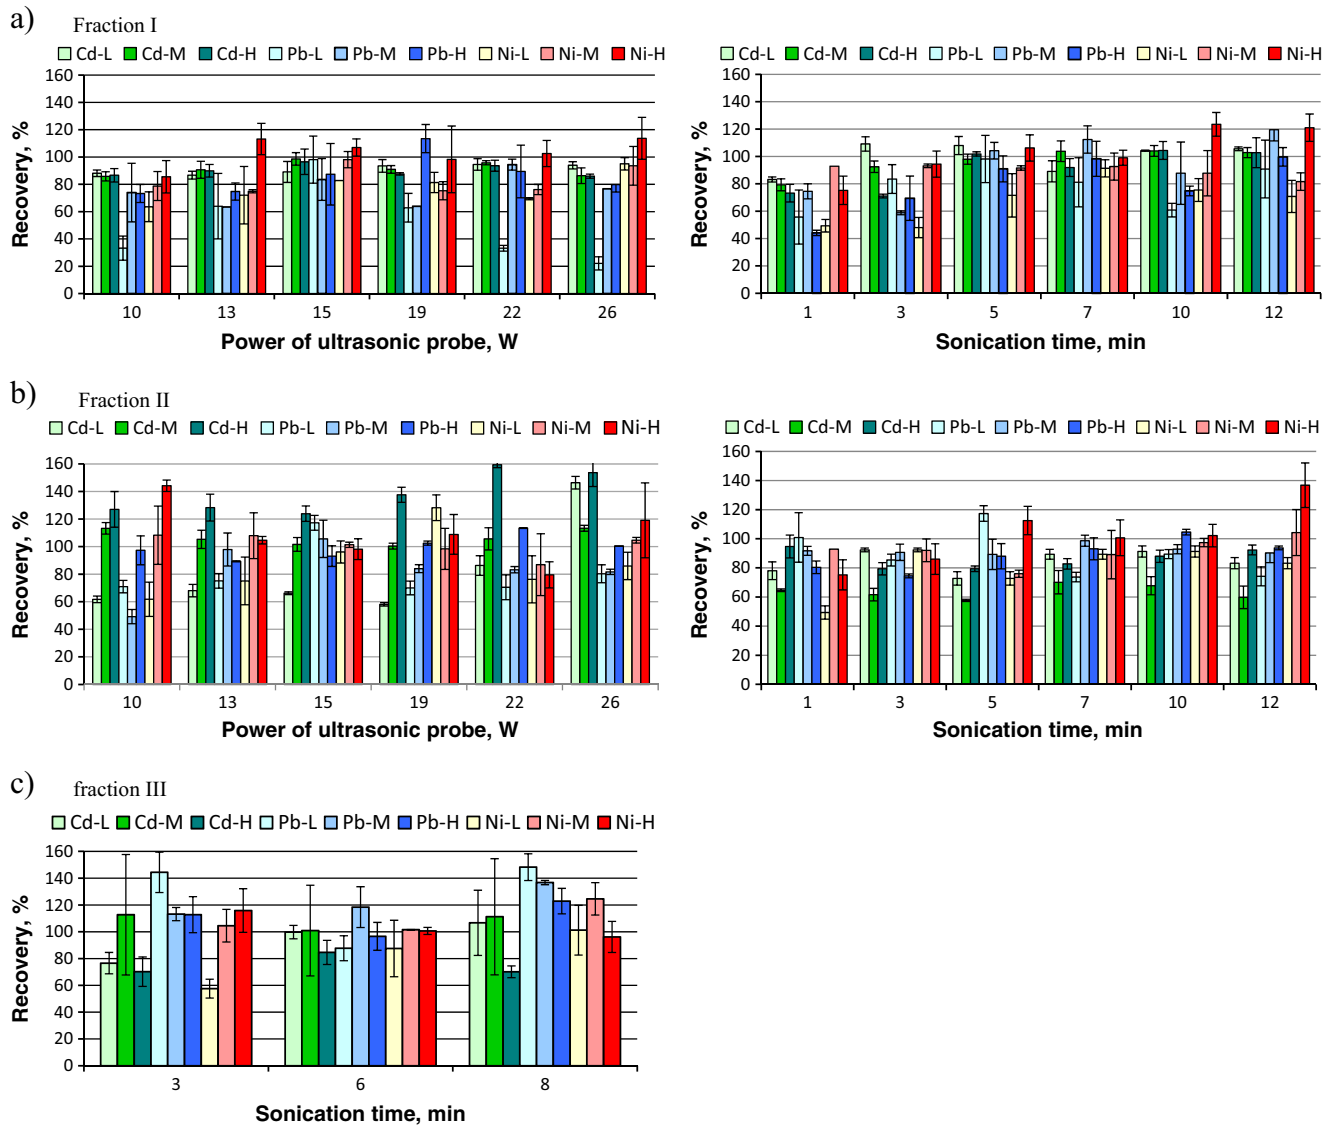 a)
Fraction I
Cd-L Cd-M Cd-H Pb-L Pb-M Pb-H Ni-L Ni-M Ni-H
160
140
120
100
80
60
40
20
0
Recovery, %
10 13 15 19 22 26
Power of ultrasonic probe, W
Cd-L Cd-M Cd-H Pb-L Pb-M Pb-H Ni-L Ni-M Ni-H
160
140
120
100
80
60
40
20
0
Recovery, %
1 3 5 7 10 12
Sonication time, min
b)
Fraction II
Cd-L Cd-M Cd-H Pb-L Pb-M Pb-H Ni-L Ni-M Ni-H
160
140
120
100
80
60
40
20
0
Recovery, %
10 13 15 19 22 26
Power of ultrasonic probe, W
Cd-L Cd-M Cd-H Pb-L Pb-M Pb-H Ni-L Ni-M Ni-H
160
140
120
100
80
60
40
20
0
Recovery, %
1 3 5 7 10 12
Sonication time, min
c)
fraction III
Cd-L Cd-M Cd-H Pb-L Pb-M Pb-H Ni-L Ni-M Ni-H
160
140
120
100
80
60
40
20
0
Recovery, %
3 6 8
Sonication time, min